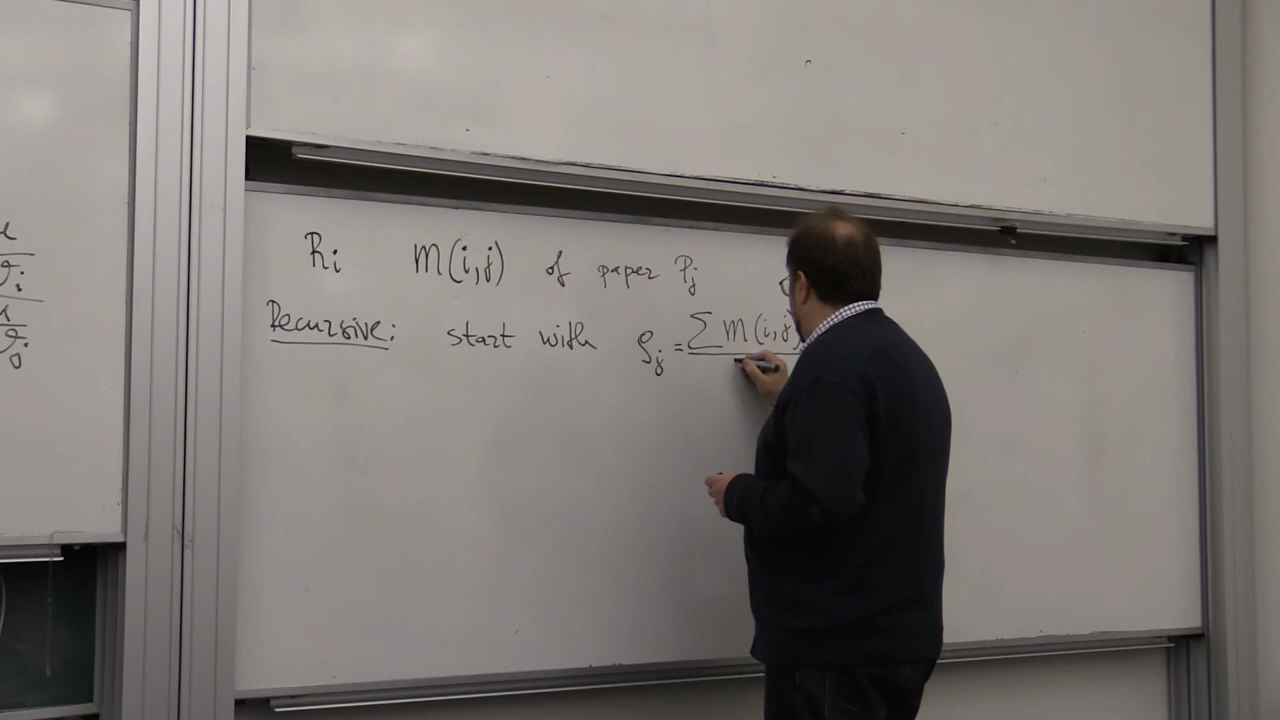 Ri m(i,j) of paper Pj
Recursive: start with ρj = ∑ m(i,j)